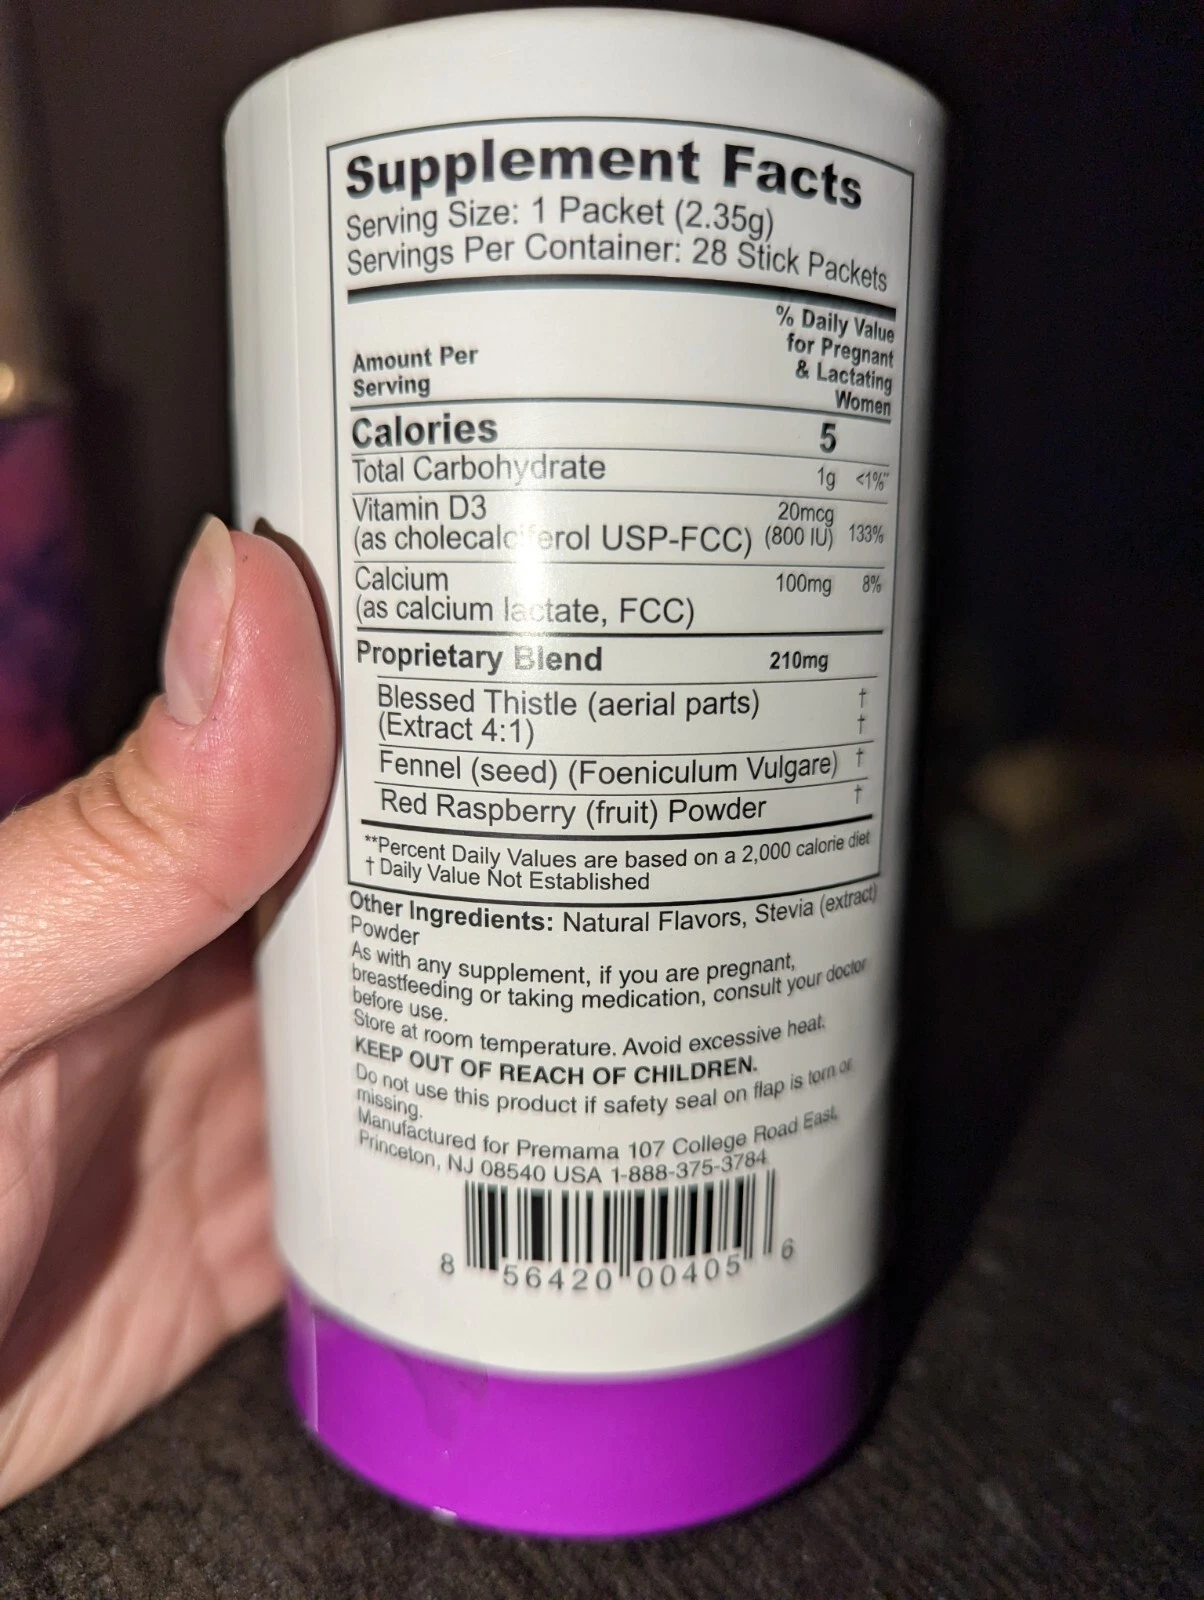 Supplement Facts
Serving Size: 1 Packet (2.35g)
Servings Per Container: 28 Stick Packets
% Daily Value
for Pregnant
& Lactating
Women
Amount Per
Serving
Calories 5
Total Carbohydrate 1g <1%**
Vitamin D3 20mcg
(as cholecalciferol USP-FCC) (800 IU) 133%
Calcium 100mg 8%
(as calcium lactate, FCC)
Proprietary Blend 210mg
Blessed Thistle (aerial parts) †
(Extract 4:1) †
Fennel (seed) (Foeniculum Vulgare) †
Red Raspberry (fruit) Powder †
**Percent Daily Values are based on a 2,000 calorie diet
† Daily Value Not Established
Other Ingredients: Natural Flavors, Stevia (extract)
Powder
As with any supplement, if you are pregnant,
breastfeeding or taking medication, consult your doctor
before use.
Store at room temperature. Avoid excessive heat.
KEEP OUT OF REACH OF CHILDREN.
Do not use this product if safety seal on flap is torn or
missing.
Manufactured for Premama 107 College Road East,
Princeton, NJ 08540 USA 1-888-375-3784
8 56420 00405 6